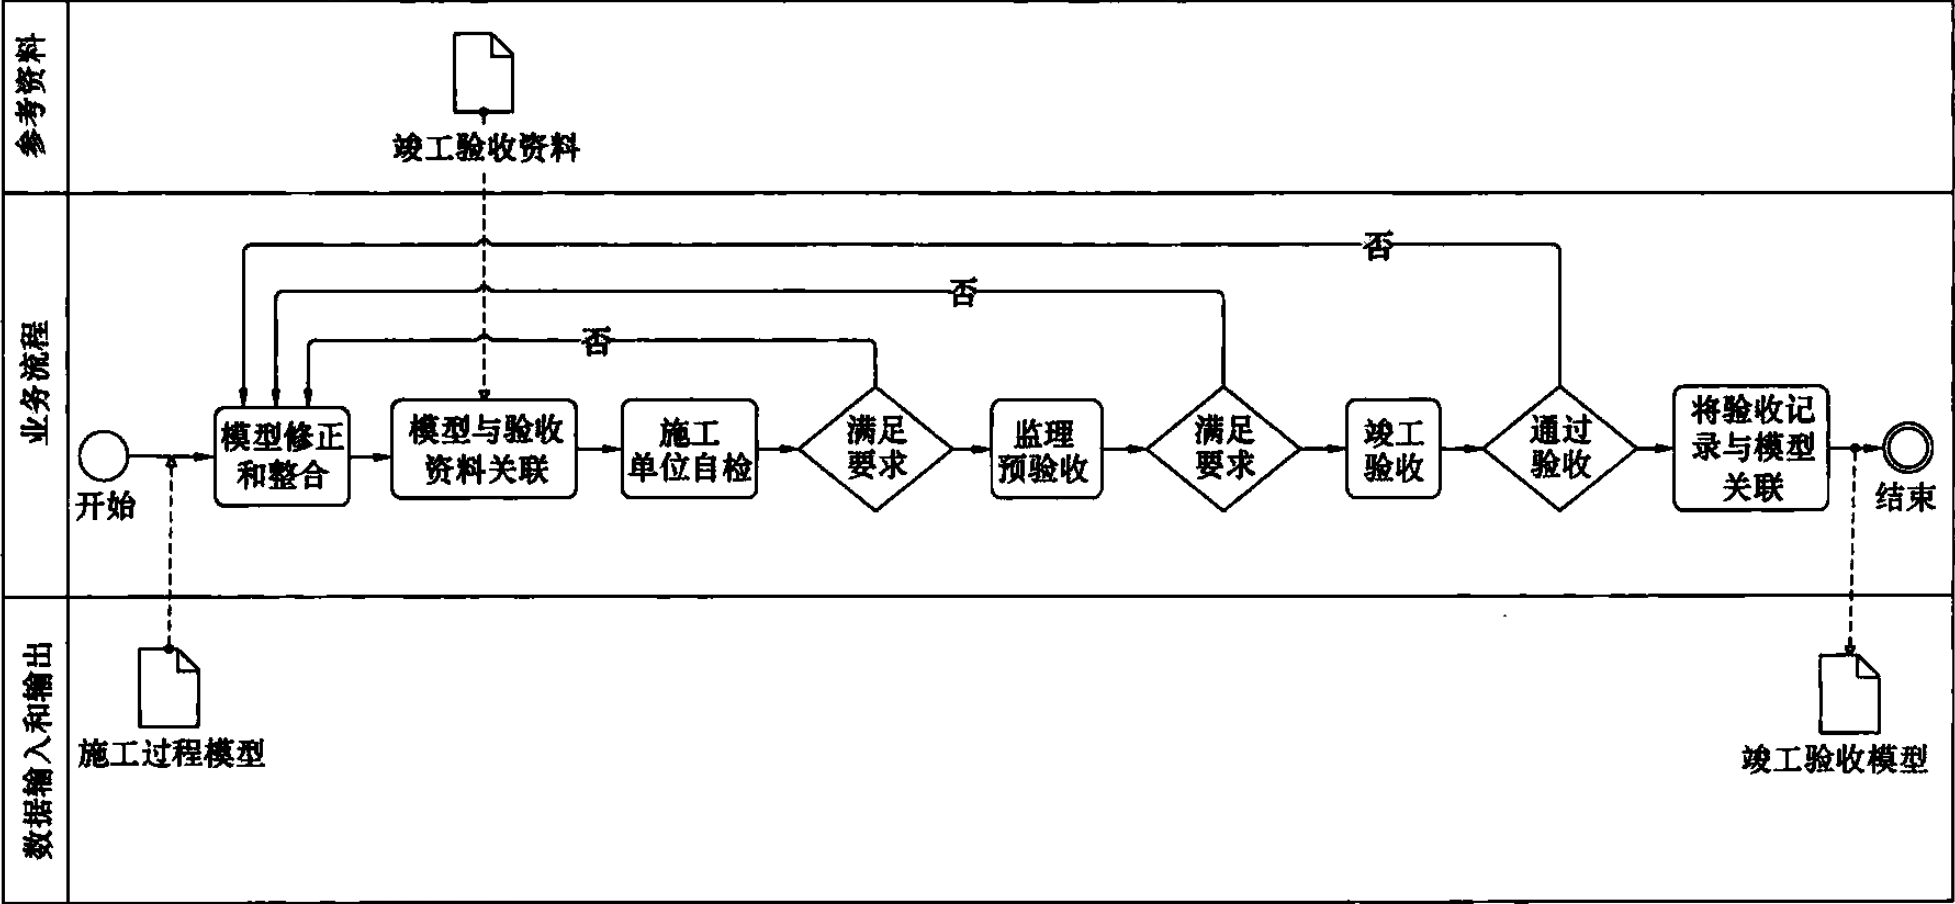 参考资料
竣工验收资料
业务流程
否
否
否
开始
模型修正
和整合
模型与验收
资料关联
施工
单位自检
满足
要求
监理
预验收
满足
要求
竣工
验收
通过
验收
将验收记
录与模型
关联
结束
数据输入和输出
施工过程模型
竣工验收模型